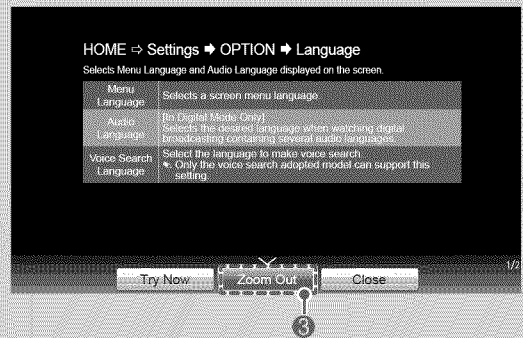 HOME ⇨ Settings ➡ OPTION ➡ Language
Selects Menu Language and Audio Language displayed on the screen.
Menu
Language
Selects a screen menu language.
Audio
Language
[In Digital Mode Only]
Selects the desired language when watching digital
broadcasting containing several audio languages.
Voice Search
Language
Select the language to make voice search.
※ Only the voice search adopted model can support this
setting.
1/2
Try Now
Zoom Out
Close
❸